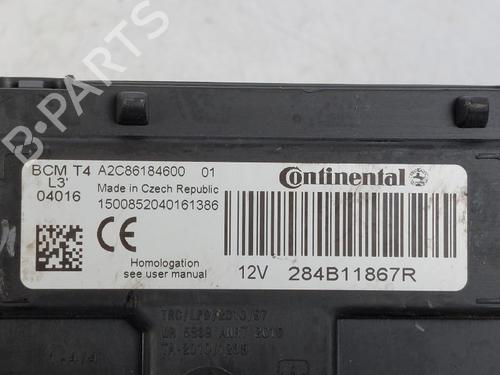 BCM T4 A2C86184600 01
L3'
04016
Made in Czech Republic
1500852040161386
Continental
CE
Homologation
see user manual
12V 284B11867R
B-PARTS